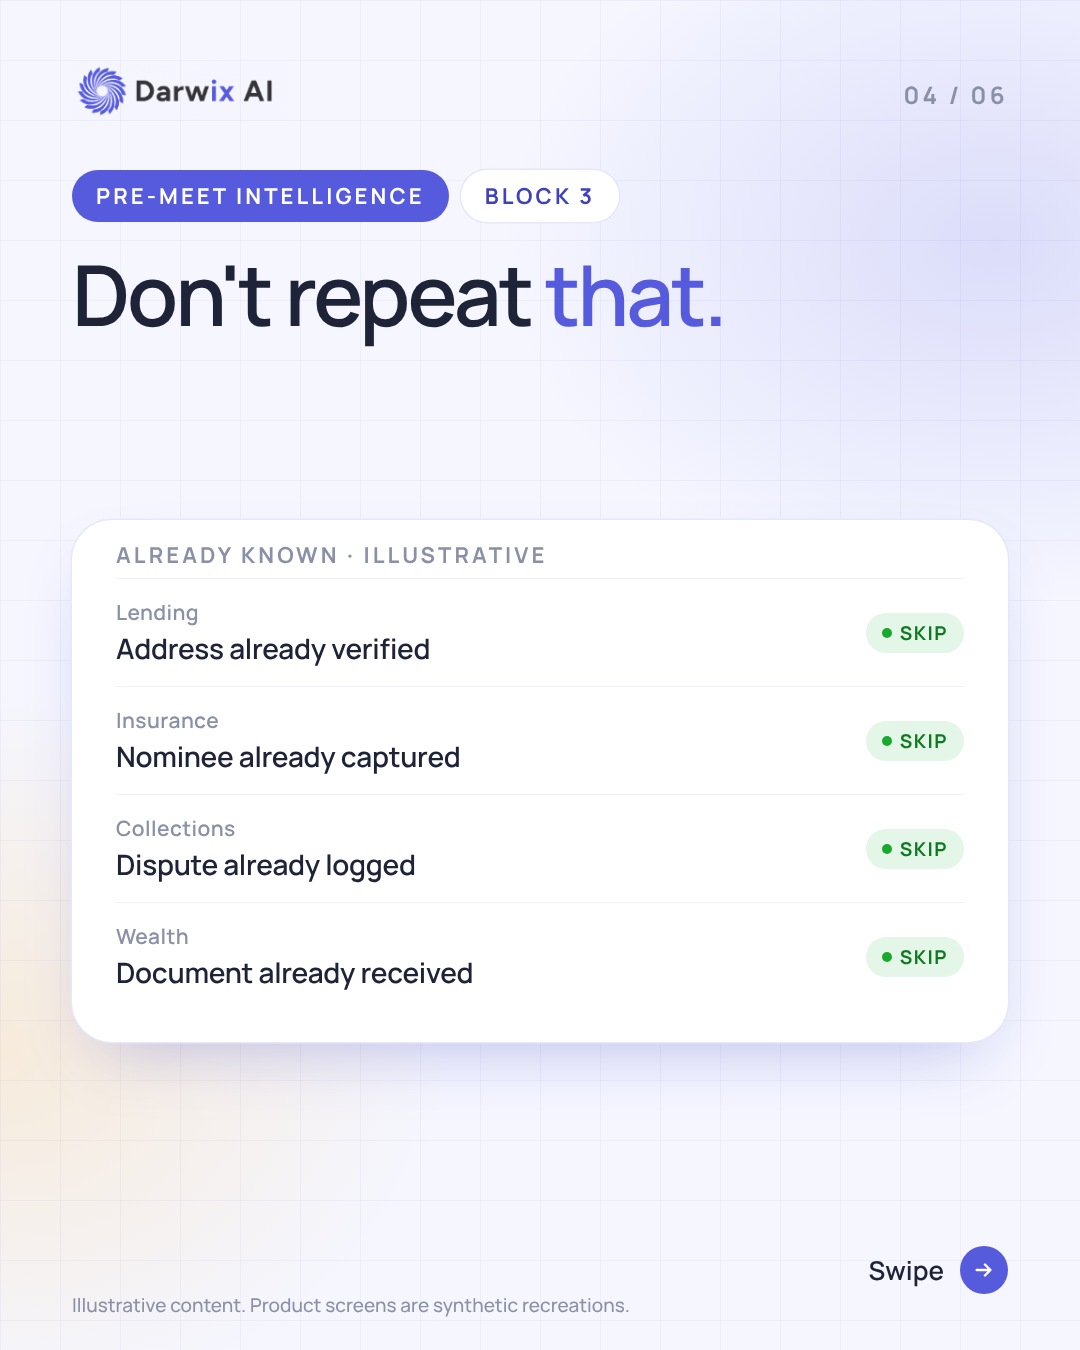 Darwix AI
04 / 06
PRE-MEET INTELLIGENCE
BLOCK 3
Don't repeat that.
ALREADY KNOWN · ILLUSTRATIVE
Lending
Address already verified
SKIP
Insurance
Nominee already captured
SKIP
Collections
Dispute already logged
SKIP
Wealth
Document already received
SKIP
Swipe
Illustrative content. Product screens are synthetic recreations.